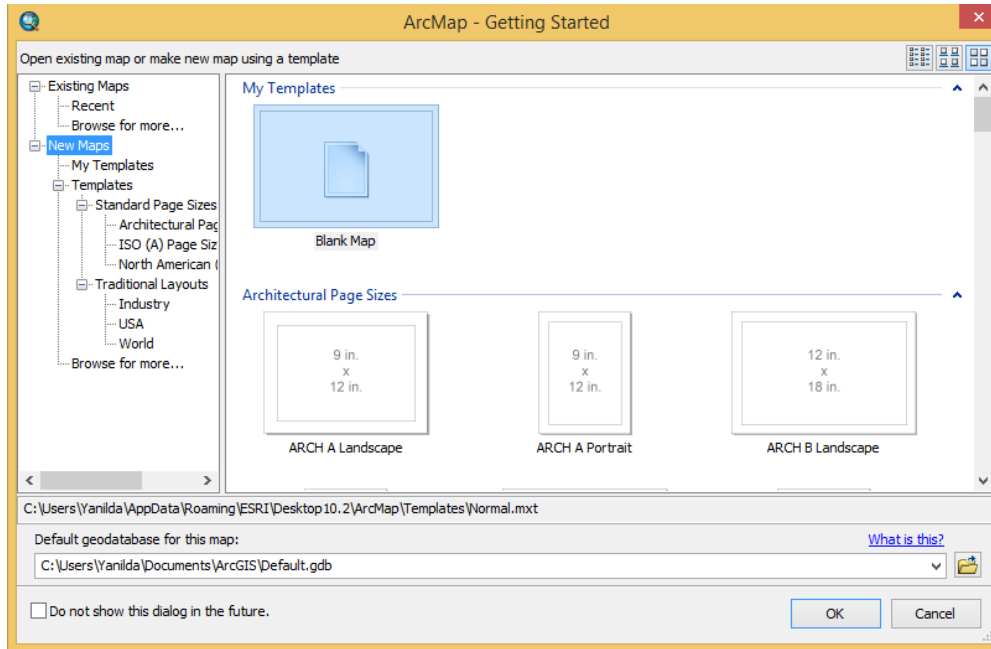 ArcMap - Getting Started
Open existing map or make new map using a template
Existing Maps
Recent
Browse for more...
New Maps
My Templates
Templates
Standard Page Sizes
Architectural Pag
ISO (A) Page Siz
North American (
Traditional Layouts
Industry
USA
World
Browse for more...
My Templates
Blank Map
Architectural Page Sizes
9 in.
x
12 in.
ARCH A Landscape
9 in.
x
12 in.
ARCH A Portrait
12 in.
x
18 in.
ARCH B Landscape
C:\Users\Yanilda\AppData\Roaming\ESRI\Desktop10.2\ArcMap\Templates\Normal.mxt
Default geodatabase for this map:
What is this?
C:\Users\Yanilda\Documents\ArcGIS\Default.gdb
Do not show this dialog in the future.
OK
Cancel